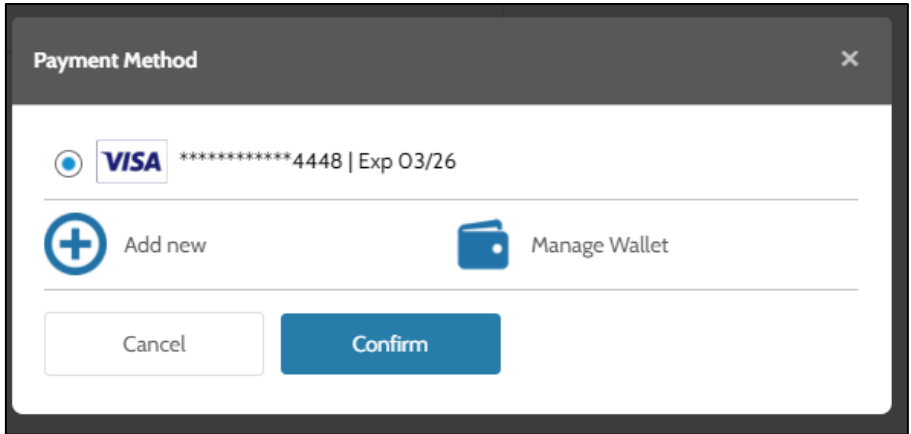 Payment Method ×
VISA ************4448 | Exp 03/26
Add new Manage Wallet
Cancel Confirm